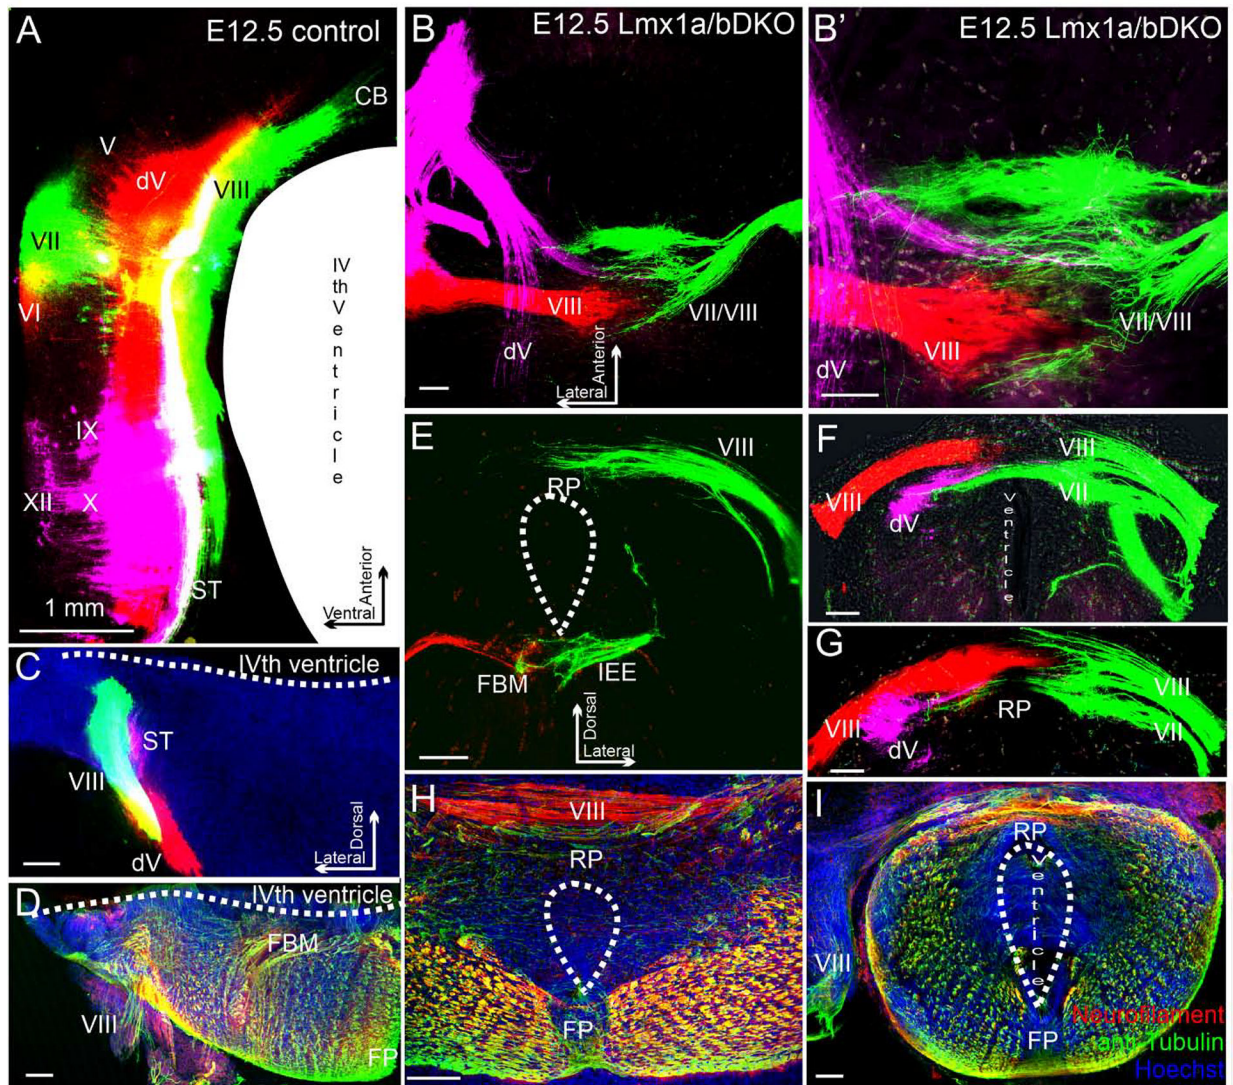 A
E12.5 control
CB
V
dV
VIII
VII
VI
IV
th
V
e
n
t
r
i
c
l
e
IX
XII
X
ST
1 mm
Anterior
Ventral
B
E12.5 Lmx1a/bDKO
VIII
VII/VIII
dV
Anterior
Lateral
B’
E12.5 Lmx1a/bDKO
VII/VIII
VIII
dV
C
IVth ventricle
ST
VIII
dV
Dorsal
Lateral
D
IVth ventricle
FBM
VIII
FP
E
VIII
RP
FBM
IEE
Dorsal
Lateral
F
VIII
VIII
VII
dV
V
e
n
t
r
i
c
l
e
G
VIII
VIII
RP
VII
dV
H
VIII
RP
FP
I
RP
V
e
n
t
r
i
c
l
e
VIII
FP
Neurofilament
anti-Tubulin
Hoechst